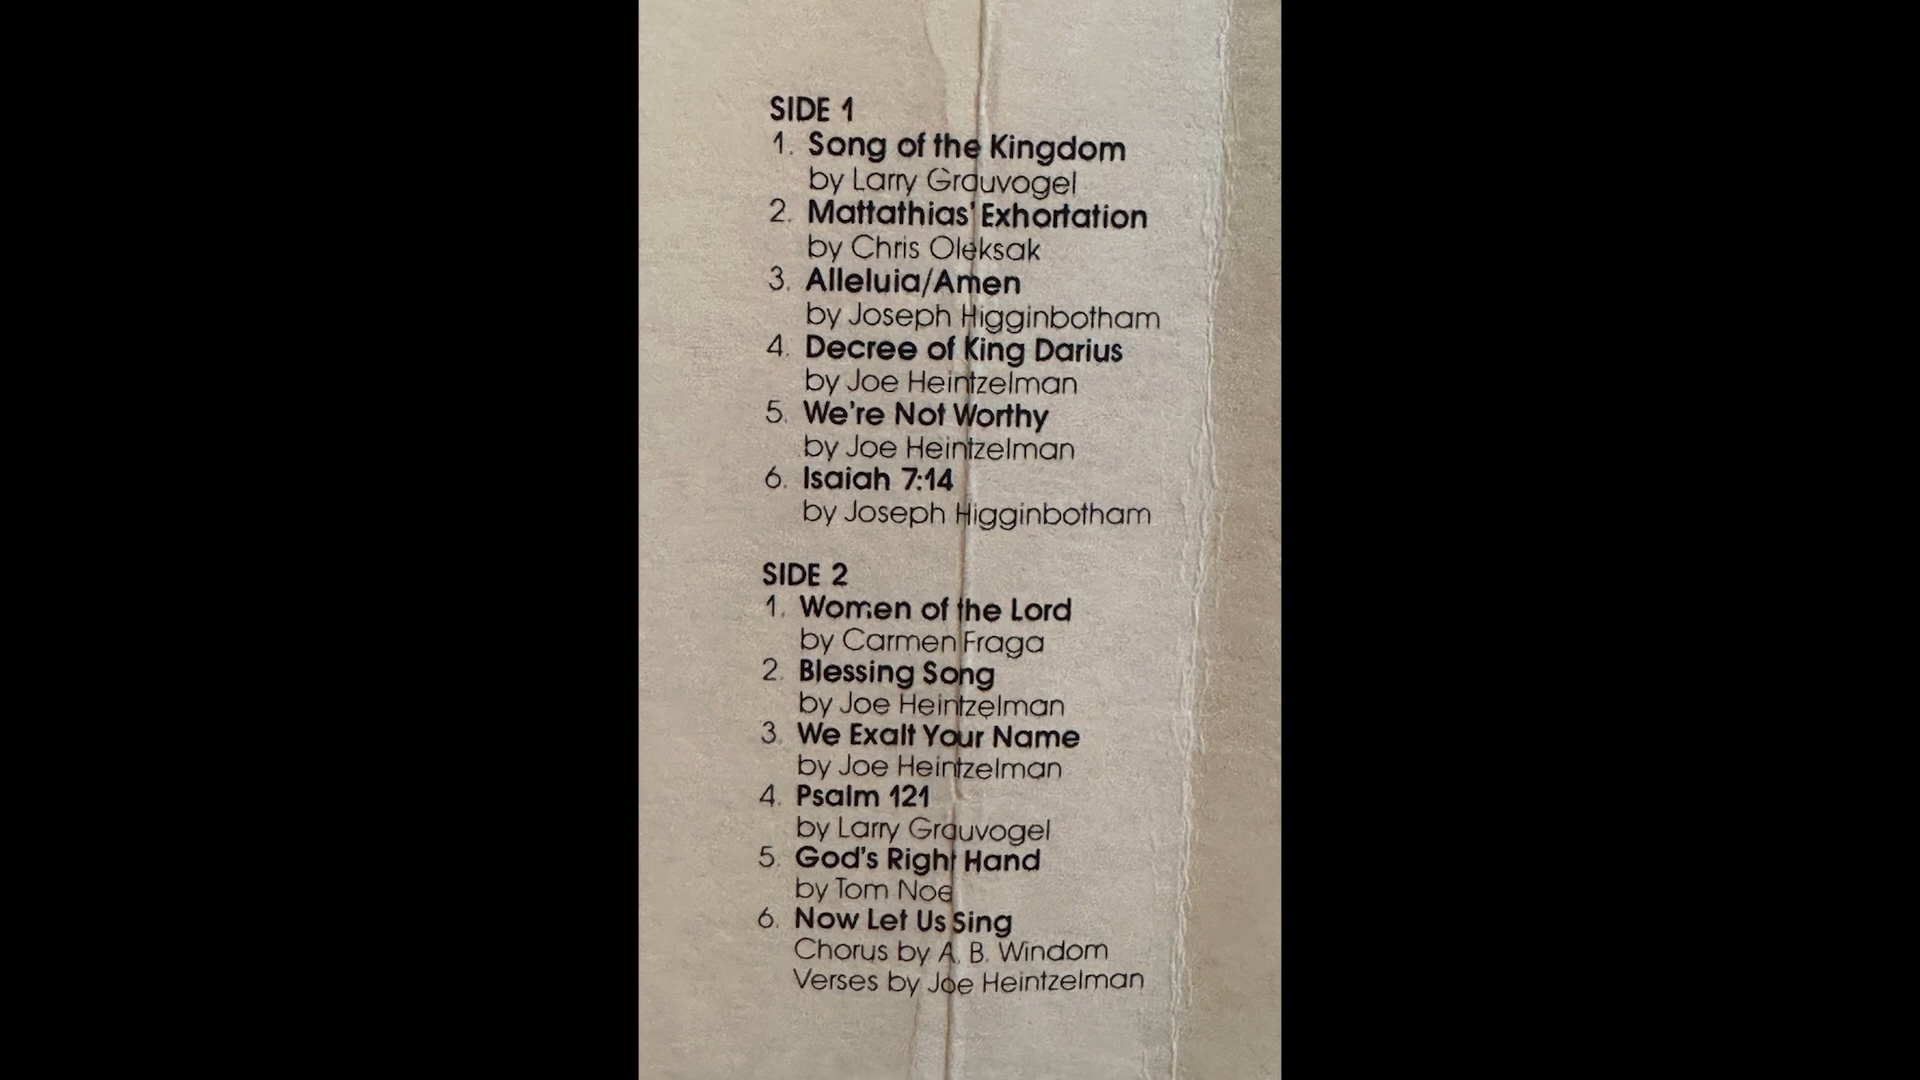 SIDE 1
1. Song of the Kingdom
by Larry Grauvogel
2. Mattathias' Exhortation
by Chris Oleksak
3. Alleluia/Amen
by Joseph Higginbotham
4. Decree of King Darius
by Joe Heintzelman
5. We're Not Worthy
by Joe Heintzelman
6. Isaiah 7:14
by Joseph Higginbotham
SIDE 2
1. Women of the Lord
by Carmen Fraga
2. Blessing Song
by Joe Heintzelman
3. We Exalt Your Name
by Joe Heintzelman
4. Psalm 121
by Larry Grauvogel
5. God's Right Hand
by Tom Noe
6. Now Let Us Sing
Chorus by A. B. Windom
Verses by Joe Heintzelman